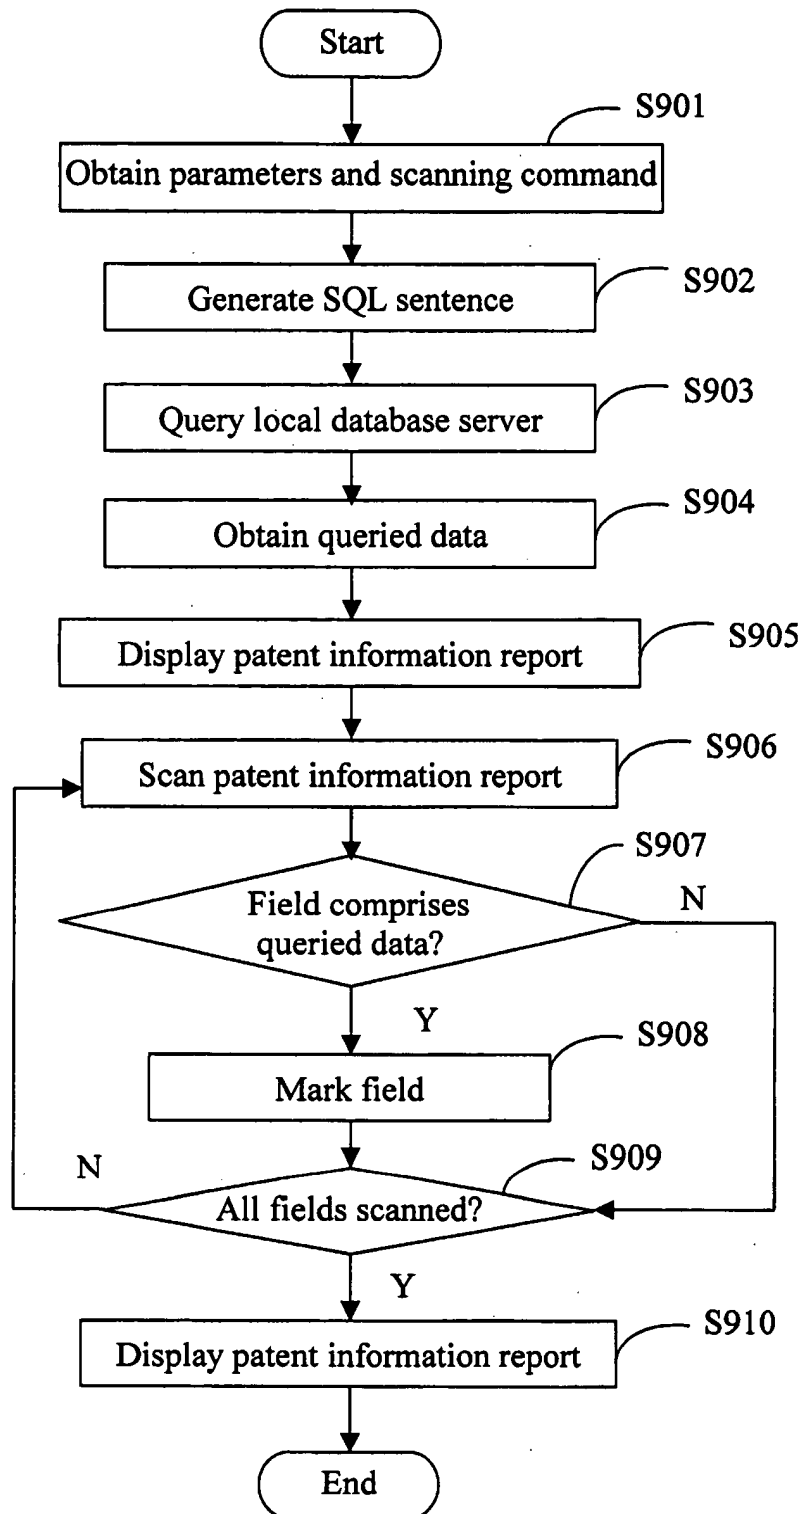 Start
S901
Obtain parameters and scanning command
S902
Generate SQL sentence
S903
Query local database server
S904
Obtain queried data
S905
Display patent information report
S906
Scan patent information report
S907
Field comprises
queried data?
N
Y
S908
Mark field
N
S909
All fields scanned?
Y
S910
Display patent information report
End